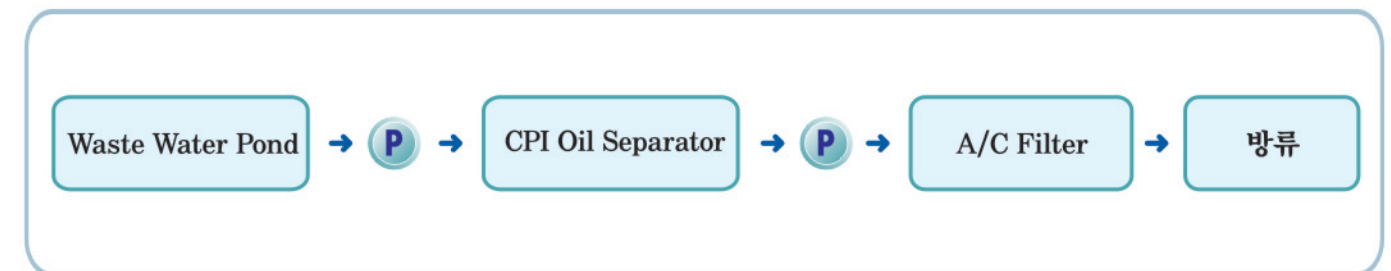 Waste Water Pond
P
CPI Oil Separator
P
A/C Filter
방류